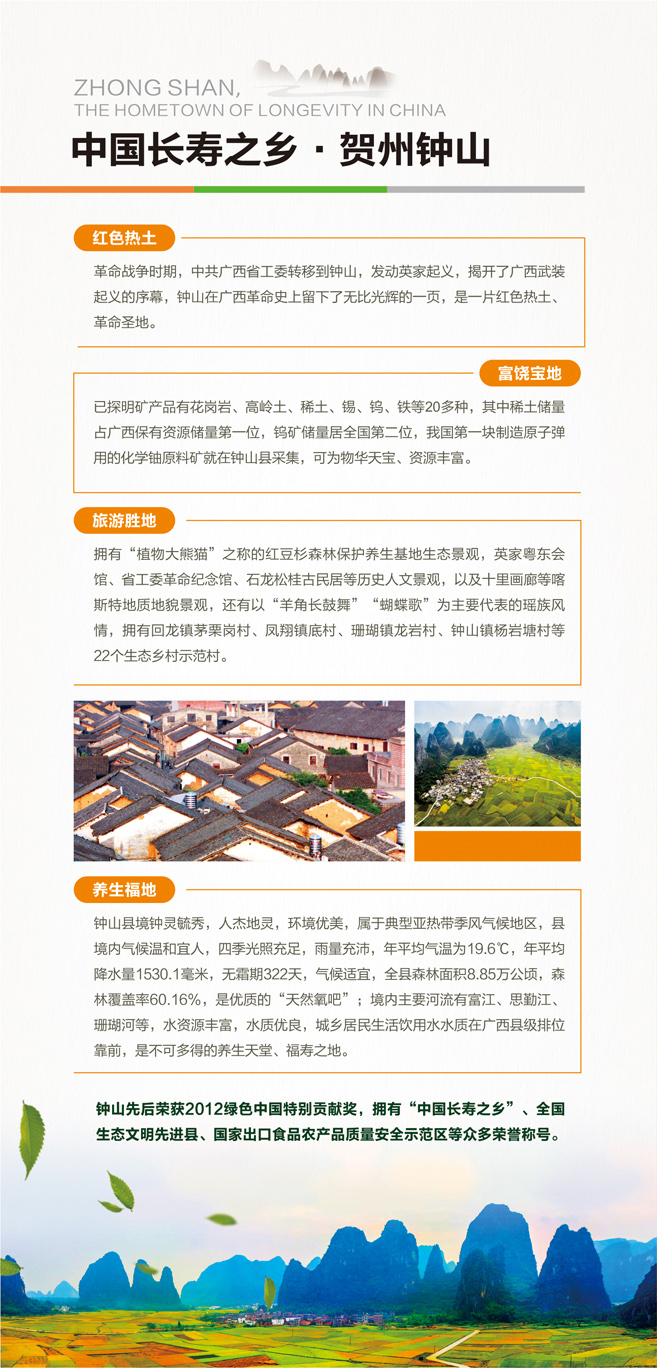 ZHONG SHAN,
THE HOMETOWN OF LONGEVITY IN CHINA
中国长寿之乡·贺州钟山
红色热土
革命战争时期，中共广西省工委转移到钟山，发动英家起义，揭开了广西武装
起义的序幕，钟山在广西革命史上留下了无比光辉的一页，是一片红色热土、
革命圣地。
富饶宝地
已探明矿产品有花岗岩、高岭土、稀土、锡、钨、铁等20多种，其中稀土储量
占广西保有资源储量第一位，钨矿储量居全国第二位，我国第一块制造原子弹
用的化学铀原料矿就在钟山县采集，可为物华天宝、资源丰富。
旅游胜地
拥有“植物大熊猫”之称的红豆杉森林保护养生基地生态景观，英家粤东会
馆、省工委革命纪念馆、石龙松桂古民居等历史人文景观，以及十里画廊等喀
斯特地质地貌景观，还有以“羊角长鼓舞”“蝴蝶歌”为主要代表的瑶族风
情，拥有回龙镇茅栗岗村、凤翔镇底村、珊瑚镇龙岩村、钟山镇杨岩塘村等
22个生态乡村示范村。
养生福地
钟山县境钟灵毓秀，人杰地灵，环境优美，属于典型亚热带季风气候地区，县
境内气候温和宜人，四季光照充足，雨量充沛，年平均气温为19.6℃，年平均
降水量1530.1毫米，无霜期322天，气候适宜，全县森林面积8.85万公顷，森
林覆盖率60.16%，是优质的“天然氧吧”；境内主要河流有富江、思勤江、
珊瑚河等，水资源丰富，水质优良，城乡居民生活饮用水水质在广西县级排位
靠前，是不可多得的养生天堂、福寿之地。
钟山先后荣获2012绿色中国特别贡献奖，拥有“中国长寿之乡”、全国
生态文明先进县、国家出口食品农产品质量安全示范区等众多荣誉称号。